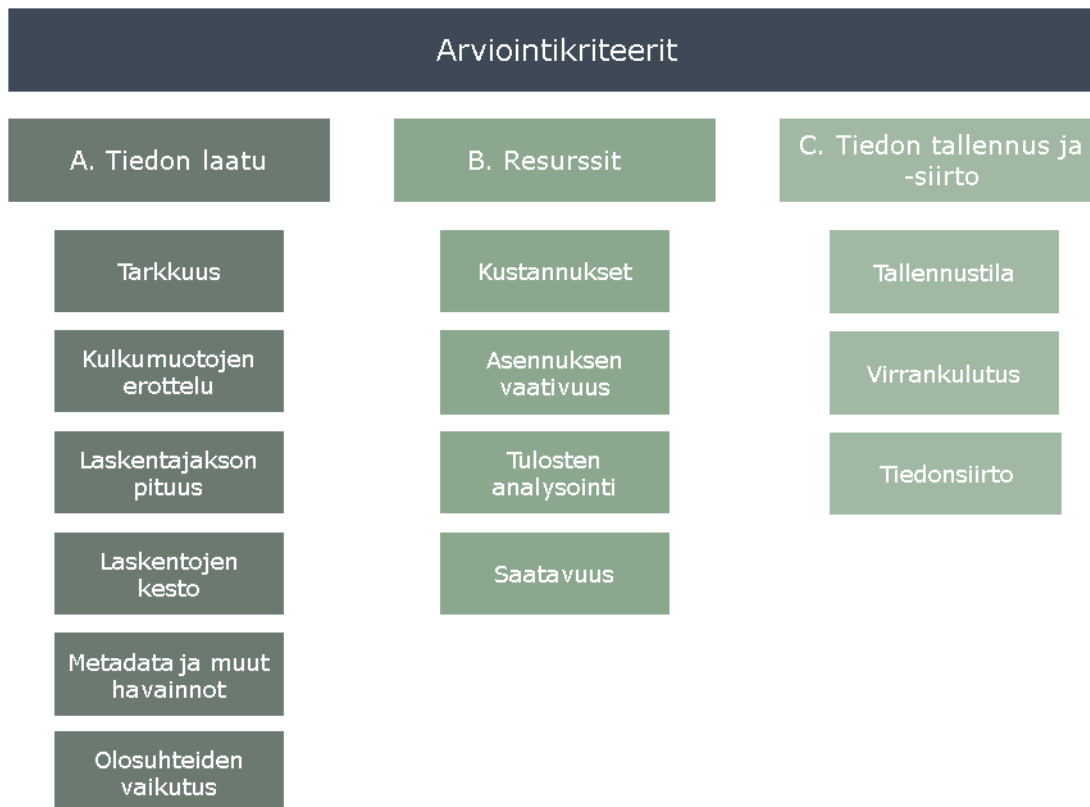 Arviointikriteerit
A. Tiedon laatu
Tarkkuus
Kulkumuotojen
erottelu
Laskentajakson
pituus
Laskentojen
kesto
Metadata ja muut
havainnot
Olosuhteiden
vaikutus
B. Resurssit
Kustannukset
Asennuksen
vaativuus
Tulosten
analysointi
Saatavuus
C. Tiedon tallennus ja
-siirto
Tallennustila
Virrankulutus
Tiedonsiirto